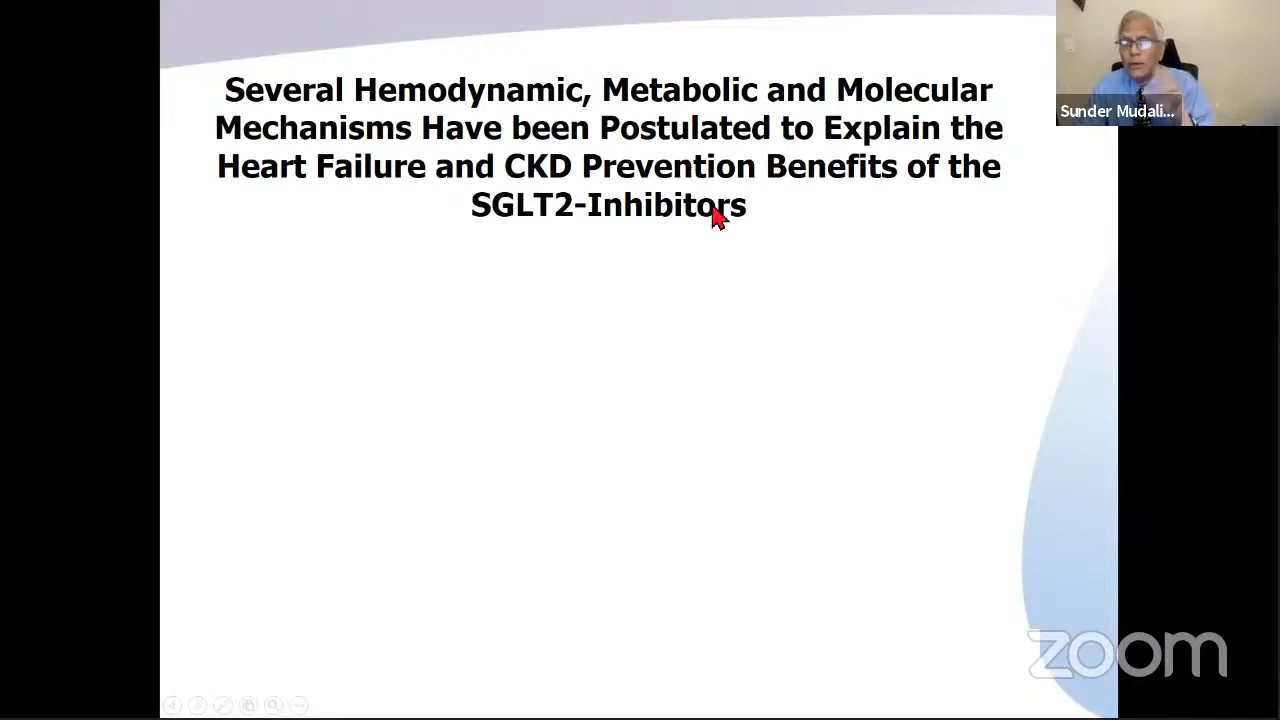 Several Hemodynamic, Metabolic and Molecular
Mechanisms Have been Postulated to Explain the
Heart Failure and CKD Prevention Benefits of the
SGLT2-Inhibitors
Sunder Mudali...
zoom